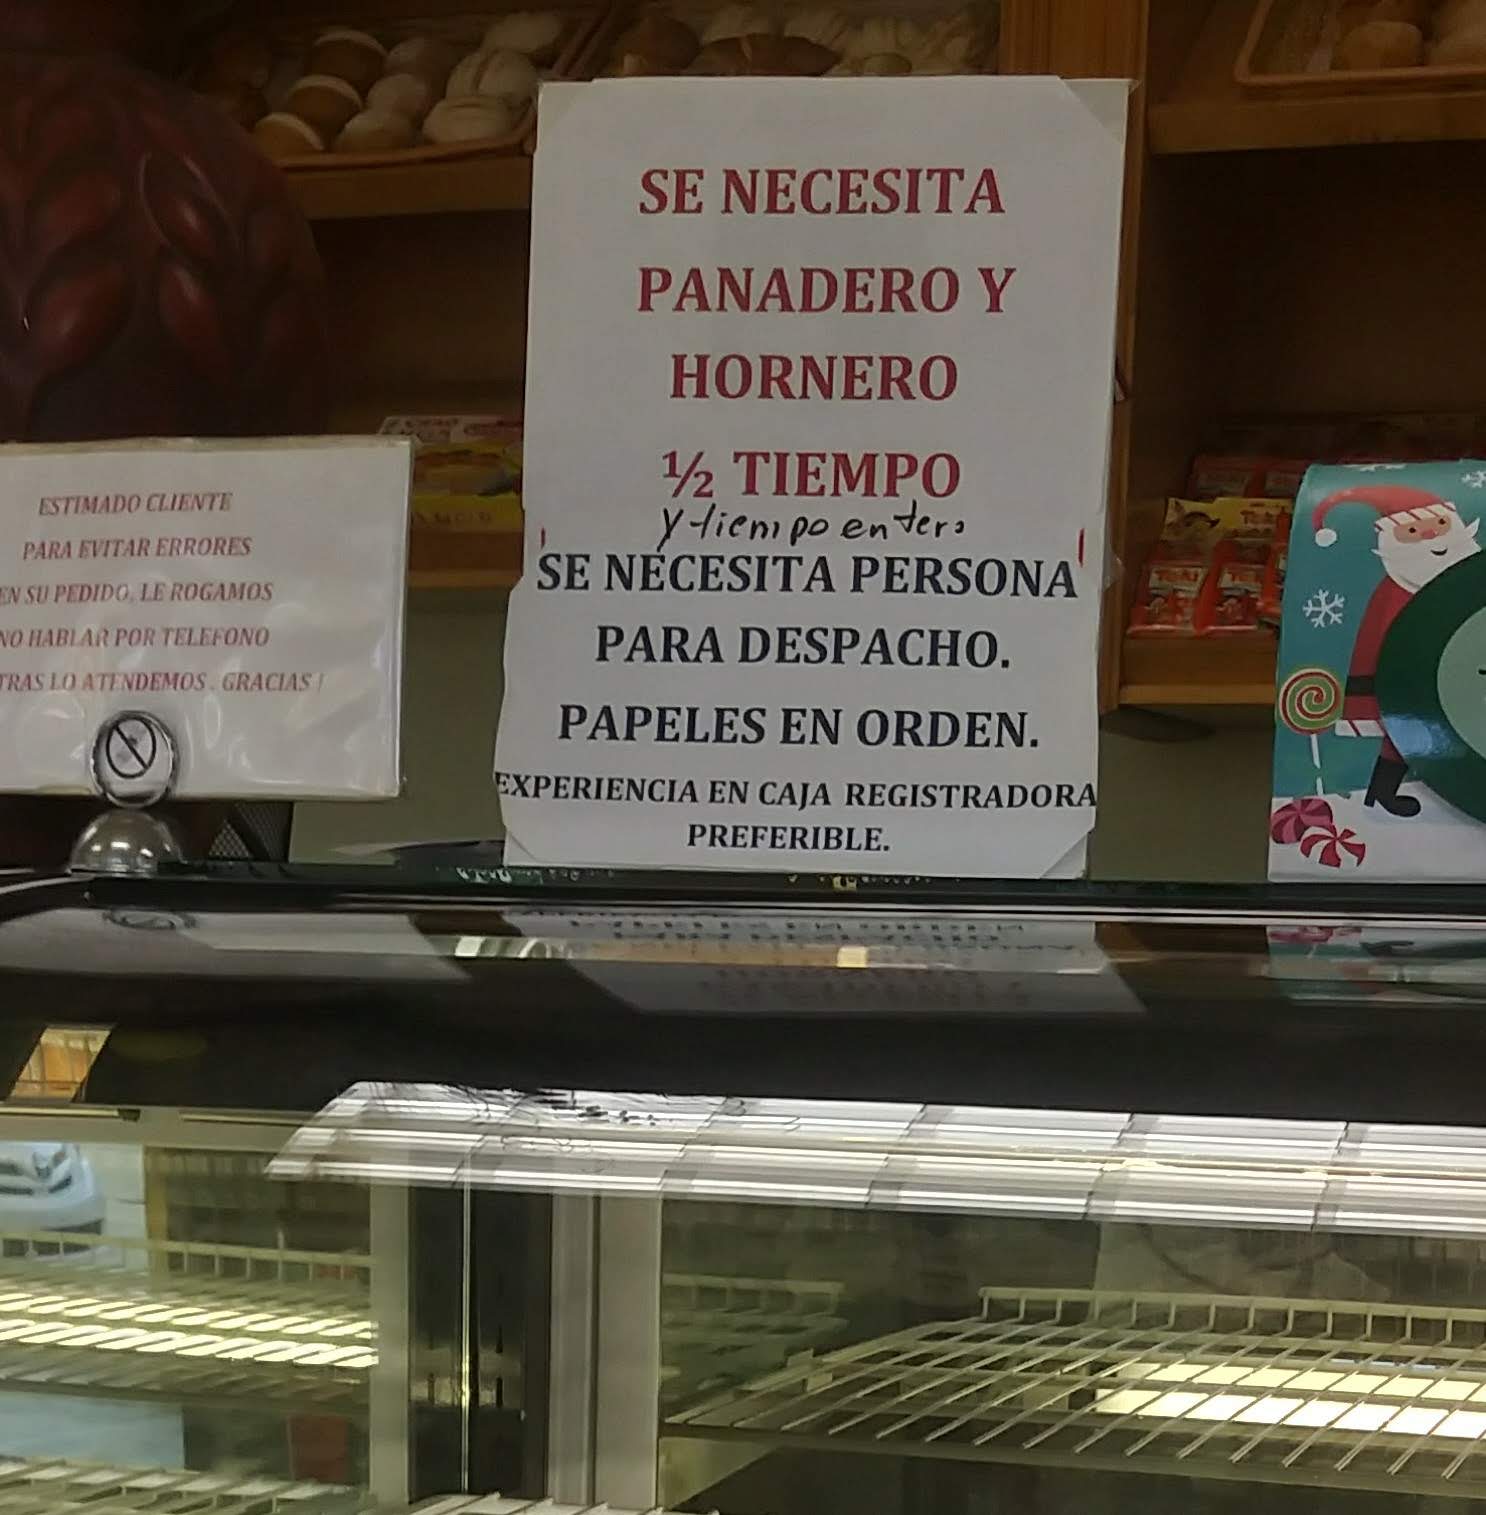 SE NECESITA
PANADERO Y
HORNERO
½ TIEMPO
Y tiempo entero
SE NECESITA PERSONA
PARA DESPACHO.
PAPELES EN ORDEN.
EXPERIENCIA EN CAJA REGISTRADORA
PREFERIBLE.
ESTIMADO CLIENTE
PARA EVITAR ERRORES
EN SU PEDIDO, LE ROGAMOS
NO HABLAR POR TELEFONO
TRAS LO ATENDEMOS. GRACIAS !